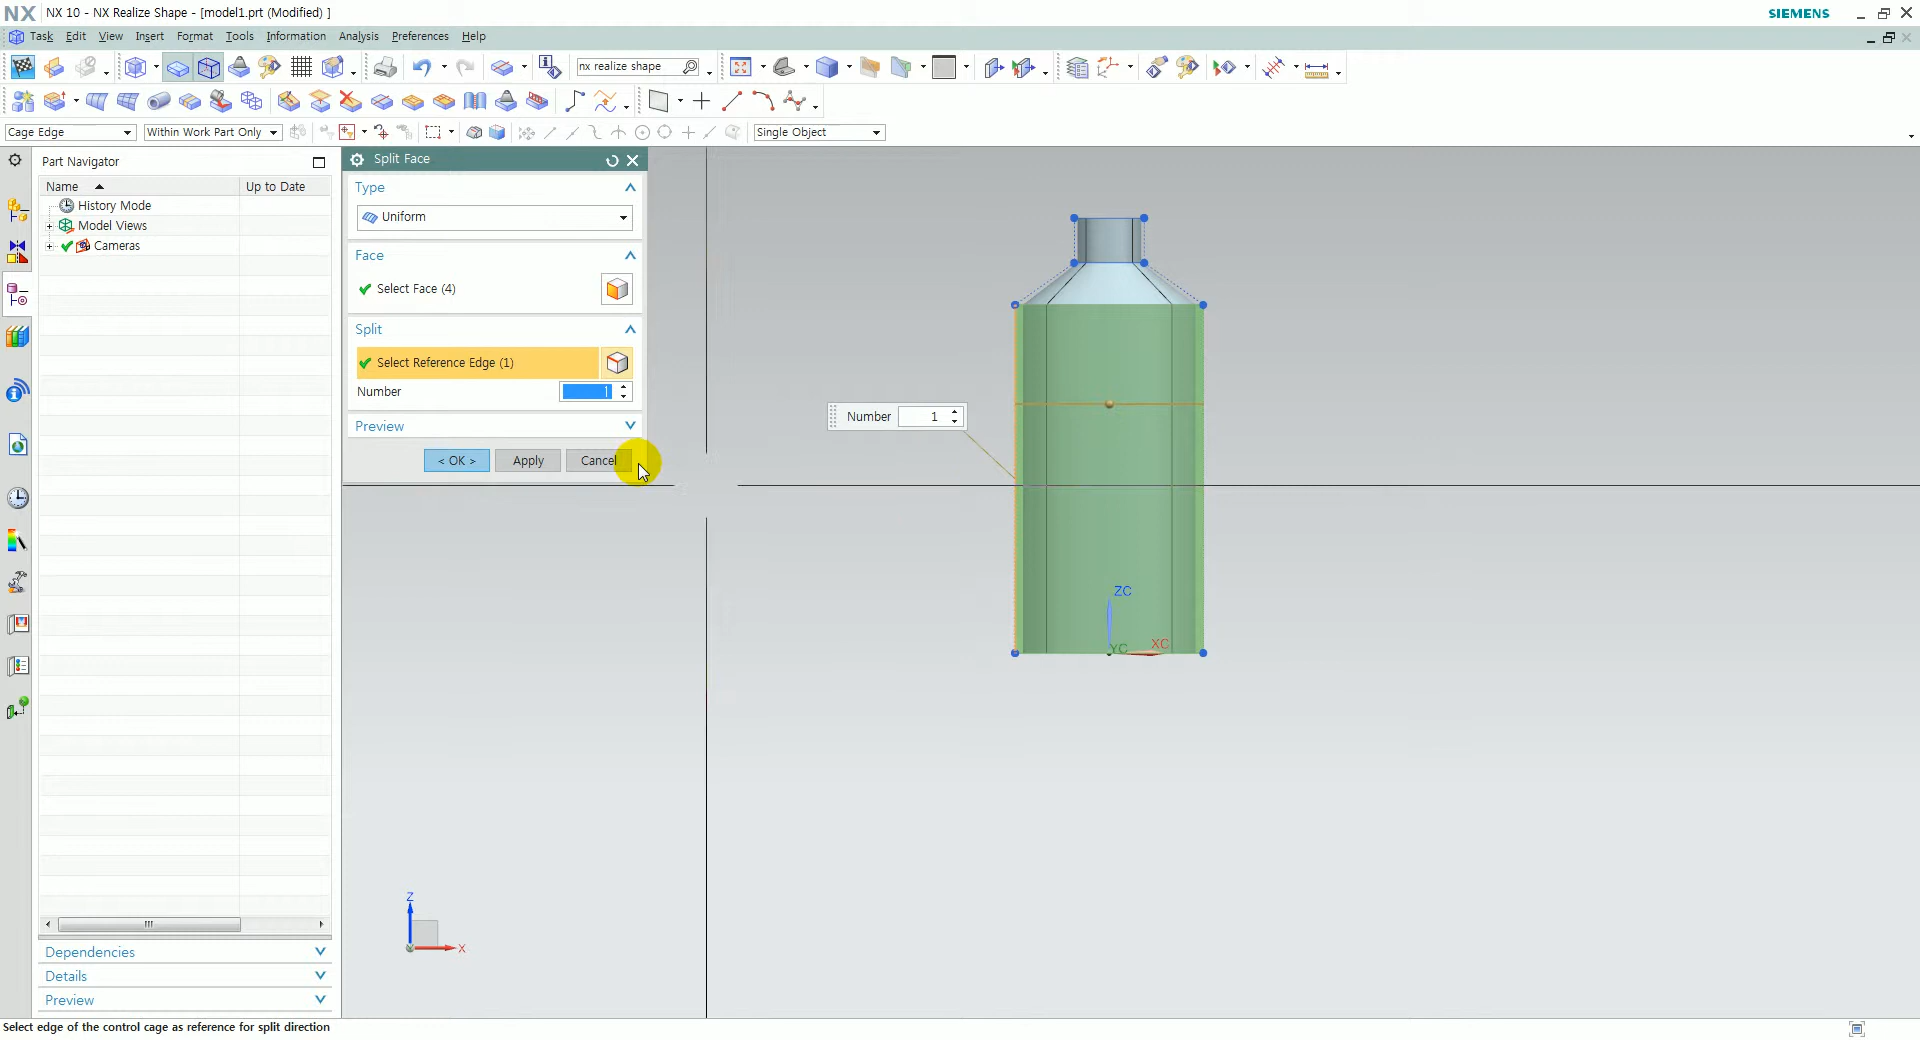 NX NX 10 - NX Realize Shape - [model1.prt (Modified) ] SIEMENS
Task Edit View Insert Format Tools Information Analysis Preferences Help
nx realize shape
Cage Edge Within Work Part Only Single Object
Part Navigator
Name Up to Date
History Mode
Model Views
Cameras
Dependencies
Details
Preview
Split Face
Type
Uniform
Face
Select Face (4)
Split
Select Reference Edge (1)
Number 1
Preview
< OK > Apply Cancel
Number 1
ZC
YC XC
Z
X
Select edge of the control cage as reference for split direction